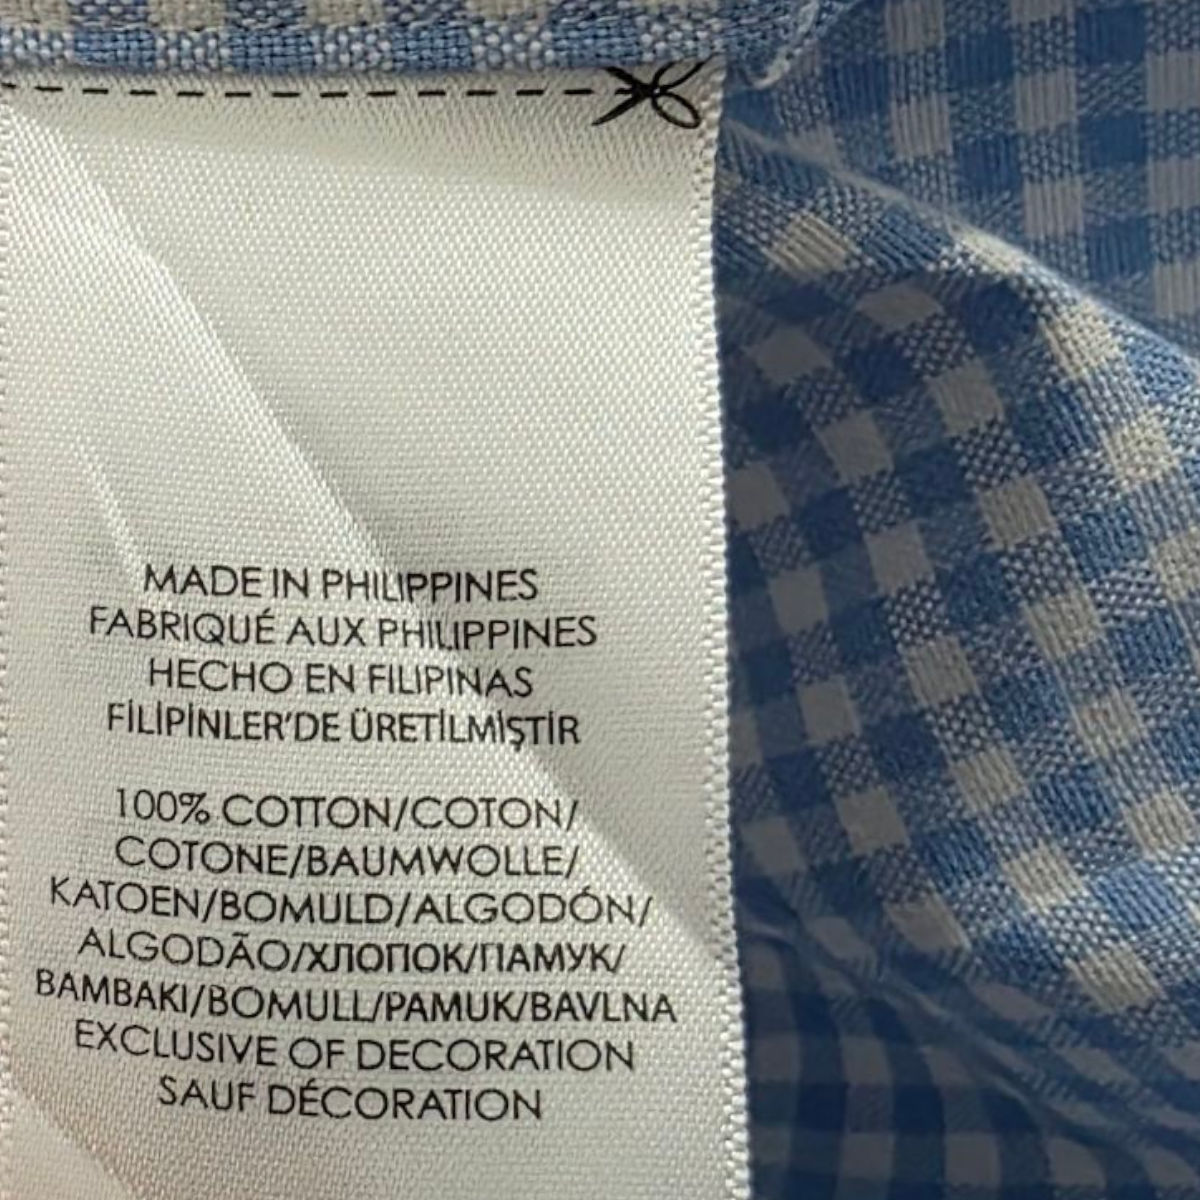 MADE IN PHILIPPINES
FABRIQUÉ AUX PHILIPPINES
HECHO EN FILIPINAS
FİLİPİNLER'DE ÜRETİLMİŞTİR
100% COTTON/COTON/
COTONE/BAUMWOLLE/
KATOEN/BOMULD/ALGODÓN/
ALGODÃO/ХЛОПОК/ПАМУК/
BAMBAKI/BOMULL/PAMUK/BAVLNA
EXCLUSIVE OF DECORATION
SAUF DÉCORATION